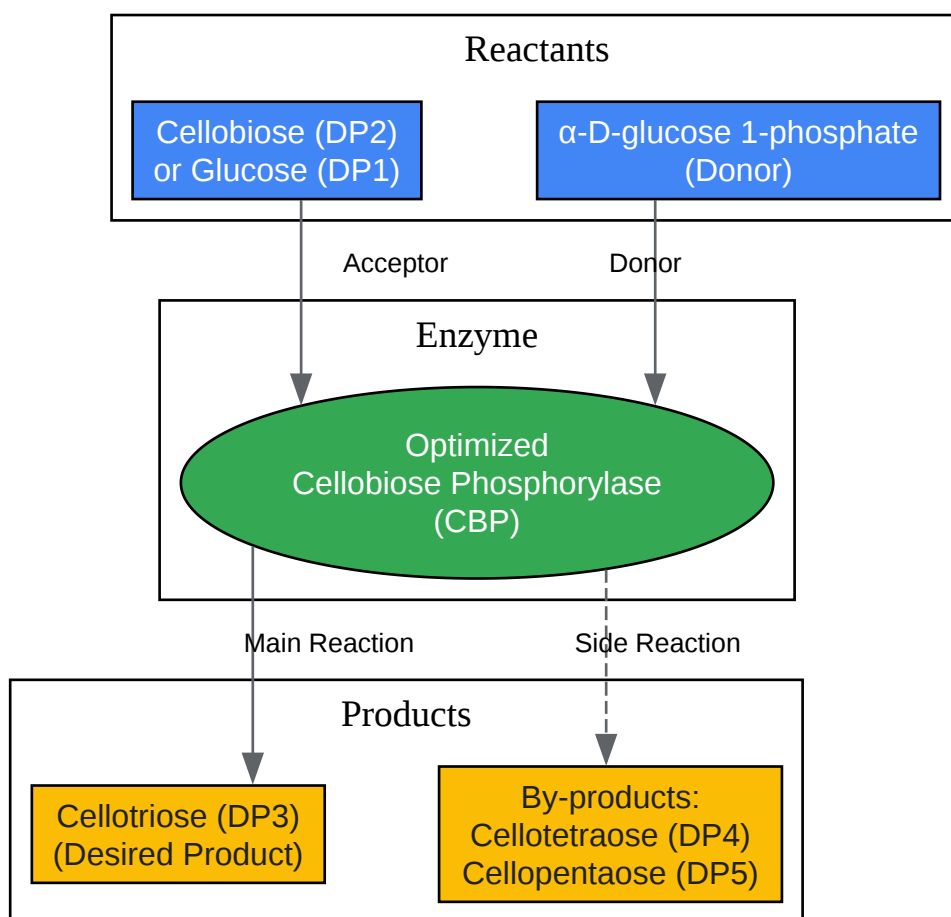 Reactants
Cellobiose (DP2)
or Glucose (DP1)
α-D-glucose 1-phosphate
(Donor)
Acceptor
Donor
Enzyme
Optimized
Cellobiose Phosphorylase
(CBP)
Main Reaction
Side Reaction
Products
Cellotriose (DP3)
(Desired Product)
By-products:
Cellotetraose (DP4)
Cellopentaose (DP5)